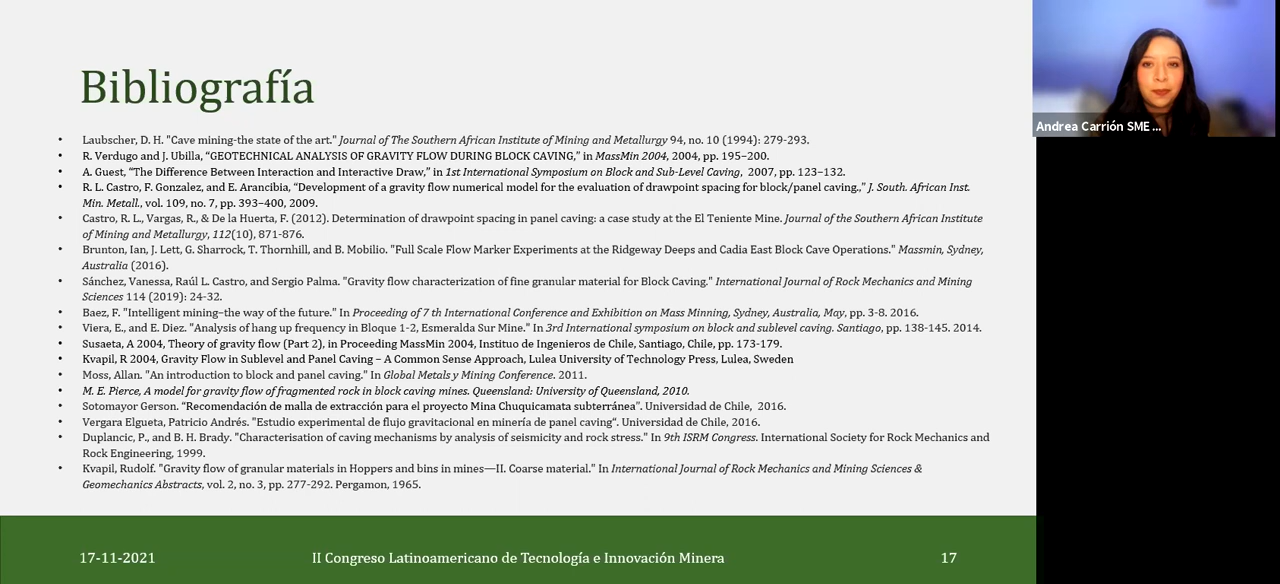 Bibliografía
• Laubscher, D. H. "Cave mining-the state of the art." Journal of The Southern African Institute of Mining and Metallurgy 94, no. 10 (1994): 279-293.
• R. Verdugo and J. Ubilla, “GEOTECHNICAL ANALYSIS OF GRAVITY FLOW DURING BLOCK CAVING,” in MassMin 2004, 2004, pp. 195–200.
• A. Guest, “The Difference Between Interaction and Interactive Draw,” in 1st International Symposium on Block and Sub-Level Caving, 2007, pp. 123–132.
• R. L. Castro, F. Gonzalez, and E. Arancibia, “Development of a gravity flow numerical model for the evaluation of drawpoint spacing for block/panel caving.,” J. South. African Inst.
Min. Metall., vol. 109, no. 7, pp. 393–400, 2009.
• Castro, R. L., Vargas, R., & De la Huerta, F. (2012). Determination of drawpoint spacing in panel caving: a case study at the El Teniente Mine. Journal of the Southern African Institute
of Mining and Metallurgy, 112(10), 871-876.
• Brunton, Ian, J. Lett, G. Sharrock, T. Thornhill, and B. Mobilio. "Full Scale Flow Marker Experiments at the Ridgeway Deeps and Cadia East Block Cave Operations." Massmin, Sydney,
Australia (2016).
• Sánchez, Vanessa, Raúl L. Castro, and Sergio Palma. "Gravity flow characterization of fine granular material for Block Caving." International Journal of Rock Mechanics and Mining
Sciences 114 (2019): 24-32.
• Baez, F. "Intelligent mining–the way of the future." In Proceeding of 7 th International Conference and Exhibition on Mass Minning, Sydney, Australia, May, pp. 3-8. 2016.
• Viera, E., and E. Diez. "Analysis of hang up frequency in Bloque 1-2, Esmeralda Sur Mine." In 3rd International symposium on block and sublevel caving. Santiago, pp. 138-145. 2014.
• Susaeta, A 2004, Theory of gravity flow (Part 2), in Proceeding MassMin 2004, Instituo de Ingenieros de Chile, Santiago, Chile, pp. 173-179.
• Kvapil, R 2004, Gravity Flow in Sublevel and Panel Caving – A Common Sense Approach, Lulea University of Technology Press, Lulea, Sweden
• Moss, Allan. "An introduction to block and panel caving." In Global Metals y Mining Conference. 2011.
• M. E. Pierce, A model for gravity flow of fragmented rock in block caving mines. Queensland: University of Queensland, 2010.
• Sotomayor Gerson. “Recomendación de malla de extracción para el proyecto Mina Chuquicamata subterránea”. Universidad de Chile, 2016.
• Vergara Elgueta, Patricio Andrés. "Estudio experimental de flujo gravitacional en minería de panel caving“. Universidad de Chile, 2016.
• Duplancic, P., and B. H. Brady. "Characterisation of caving mechanisms by analysis of seismicity and rock stress." In 9th ISRM Congress. International Society for Rock Mechanics and
Rock Engineering, 1999.
• Kvapil, Rudolf. "Gravity flow of granular materials in Hoppers and bins in mines—II. Coarse material." In International Journal of Rock Mechanics and Mining Sciences &
Geomechanics Abstracts, vol. 2, no. 3, pp. 277-292. Pergamon, 1965.
17-11-2021
II Congreso Latinoamericano de Tecnología e Innovación Minera
17
Andrea Carrión SME ...